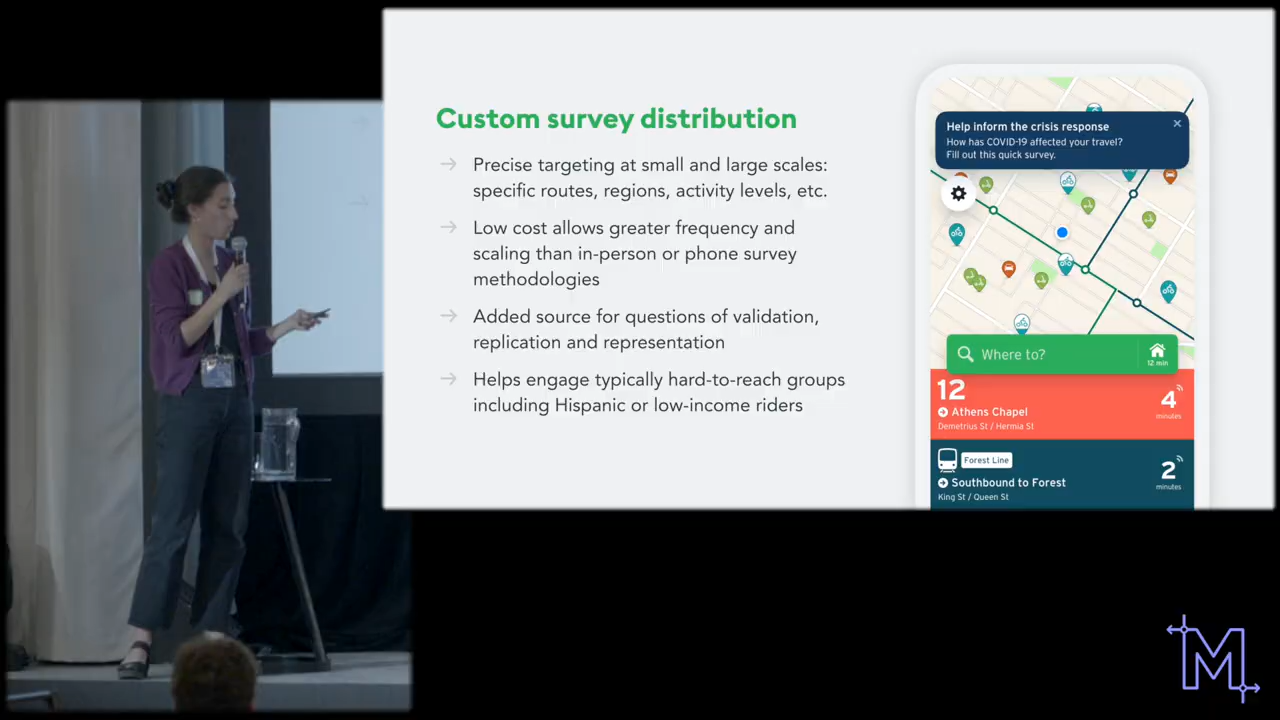 Custom survey distribution
→ Precise targeting at small and large scales:
specific routes, regions, activity levels, etc.
→ Low cost allows greater frequency and
scaling than in-person or phone survey
methodologies
→ Added source for questions of validation,
replication and representation
→ Helps engage typically hard-to-reach groups
including Hispanic or low-income riders
Help inform the crisis response
How has COVID-19 affected your travel?
Fill out this quick survey.
Where to?
12 min
12
Athens Chapel
Demetrius St / Hermia St
4
minutes
Forest Line
Southbound to Forest
King St / Queen St
2
minutes
M